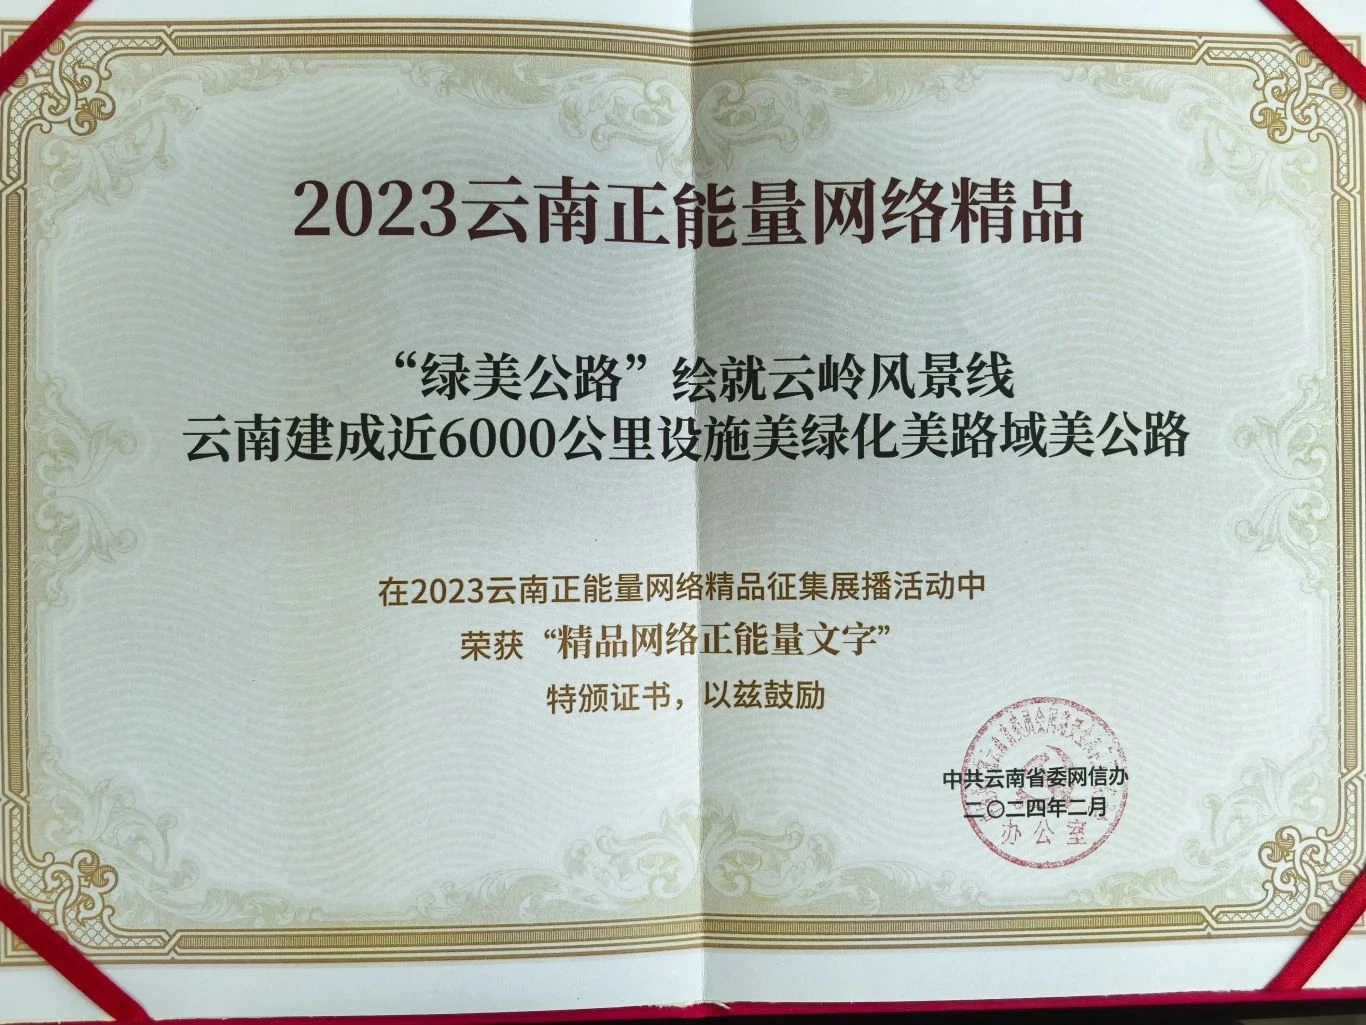 2023云南正能量网络精品
“绿美公路”绘就云岭风景线
云南建成近6000公里设施美绿化美路域美公路
在2023云南正能量网络精品征集展播活动中
荣获“精品网络正能量文字”
特颁证书，以兹鼓励
中共云南省委网信办
二〇二四年二月
办公室